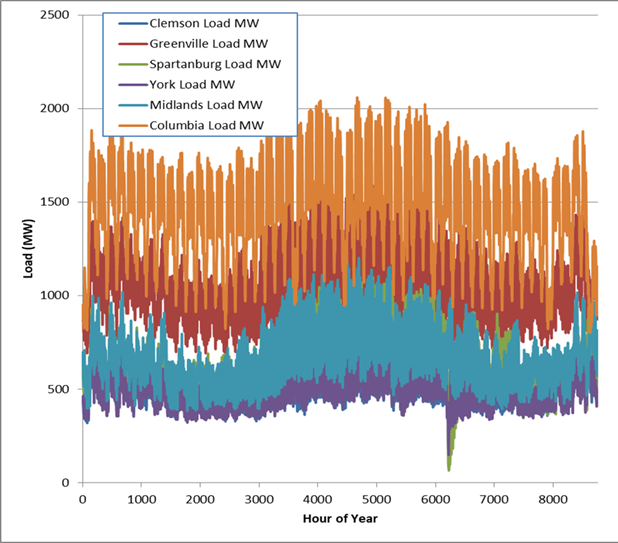 2500
2000
1500
1000
500
0
Load (MW)
Clemson Load MW
Greenville Load MW
Spartanburg Load MW
York Load MW
Midlands Load MW
Columbia Load MW
0 1000 2000 3000 4000 5000 6000 7000 8000
Hour of Year